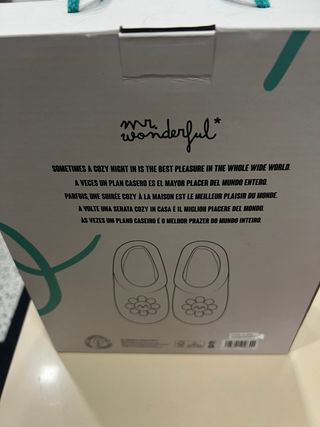 mr.
wonderful*
SOMETIMES A COZY NIGHT IN IS THE BEST PLEASURE IN THE WHOLE WIDE WORLD.
A VECES UN PLAN CASERO ES EL MAYOR PLACER DEL MUNDO ENTERO.
PARFOIS, UNE SOIRÉE COZY À LA MAISON EST LE MEILLEUR PLAISIR DU MONDE.
A VOLTE UNA SERATA COZY IN CASA È IL MIGLIOR PIACERE DEL MONDO.
ÀS VEZES UM PLANO CASEIRO É O MELHOR PRAZER DO MUNDO INTEIRO.